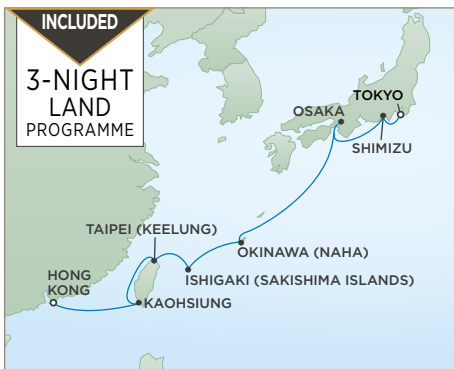 INCLUDED
3-NIGHT
LAND
PROGRAMME
TOKYO
OSAKA
SHIMIZU
TAIPEI (KEELUNG)
OKINAWA (NAHA)
HONG
KONG
ISHIGAKI (SAKISHIMA ISLANDS)
KAOHSIUNG